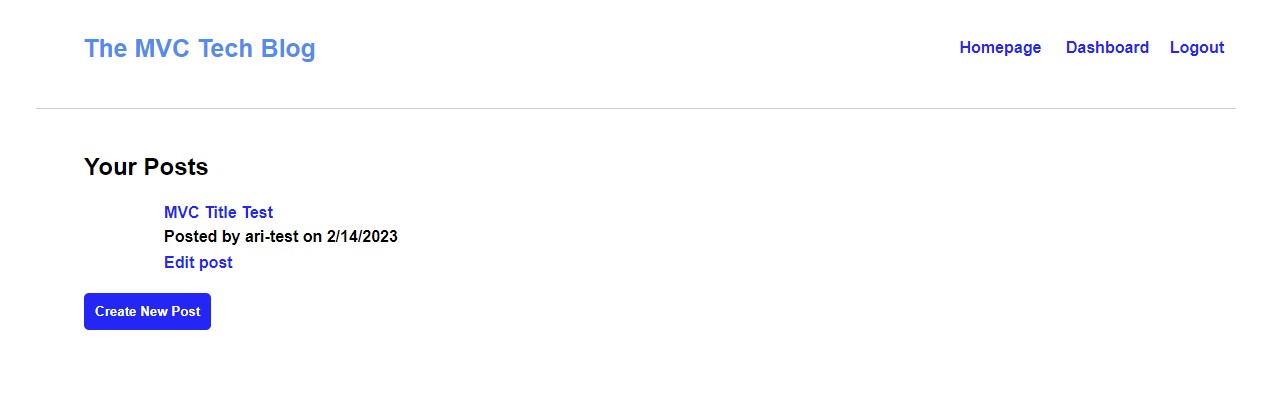 The MVC Tech Blog
Homepage Dashboard Logout
Your Posts
MVC Title Test
Posted by ari-test on 2/14/2023
Edit post
Create New Post